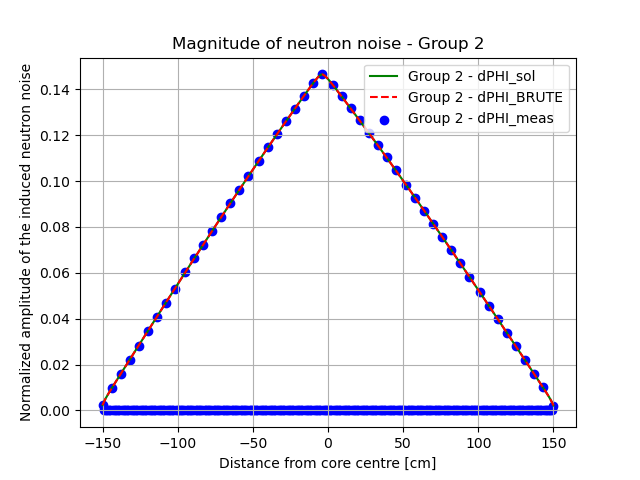 Magnitude of neutron noise - Group 2
Normalized amplitude of the induced neutron noise
0.14
0.12
0.10
0.08
0.06
0.04
0.02
0.00
Group 2 - dPHI_sol
Group 2 - dPHI_BRUTE
Group 2 - dPHI_meas
−150
−100
−50
0
50
100
150
Distance from core centre [cm]